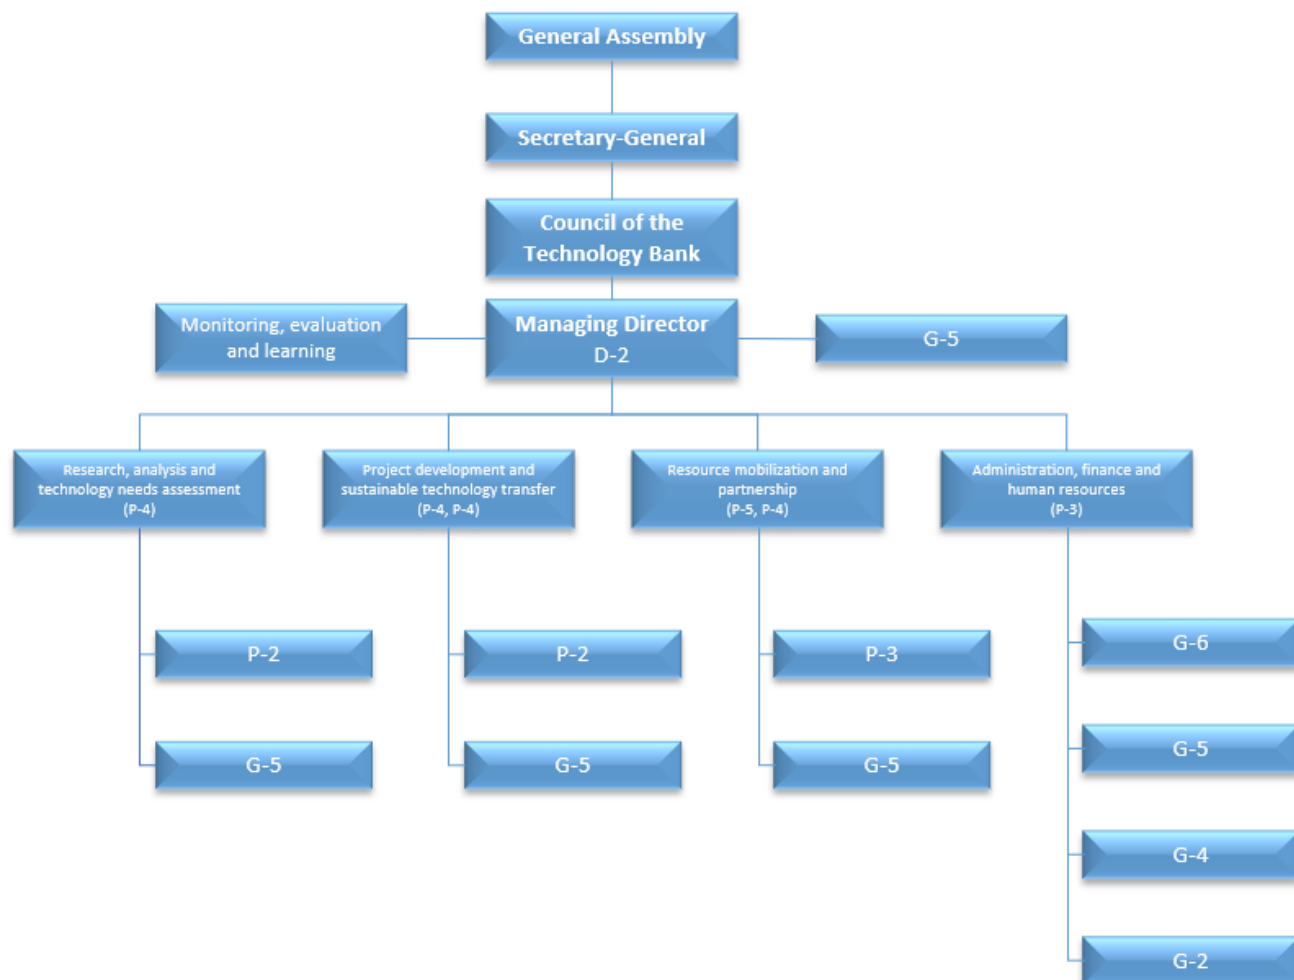 General Assembly
Secretary-General
Council of the
Technology Bank
Monitoring, evaluation
and learning
Managing Director
D-2
G-5
Research, analysis and
technology needs assessment
(P-4)
Project development and
sustainable technology transfer
(P-4, P-4)
Resource mobilization and
partnership
(P-5, P-4)
Administration, finance and
human resources
(P-3)
P-2
G-5
P-2
G-5
P-3
G-5
G-6
G-5
G-4
G-2